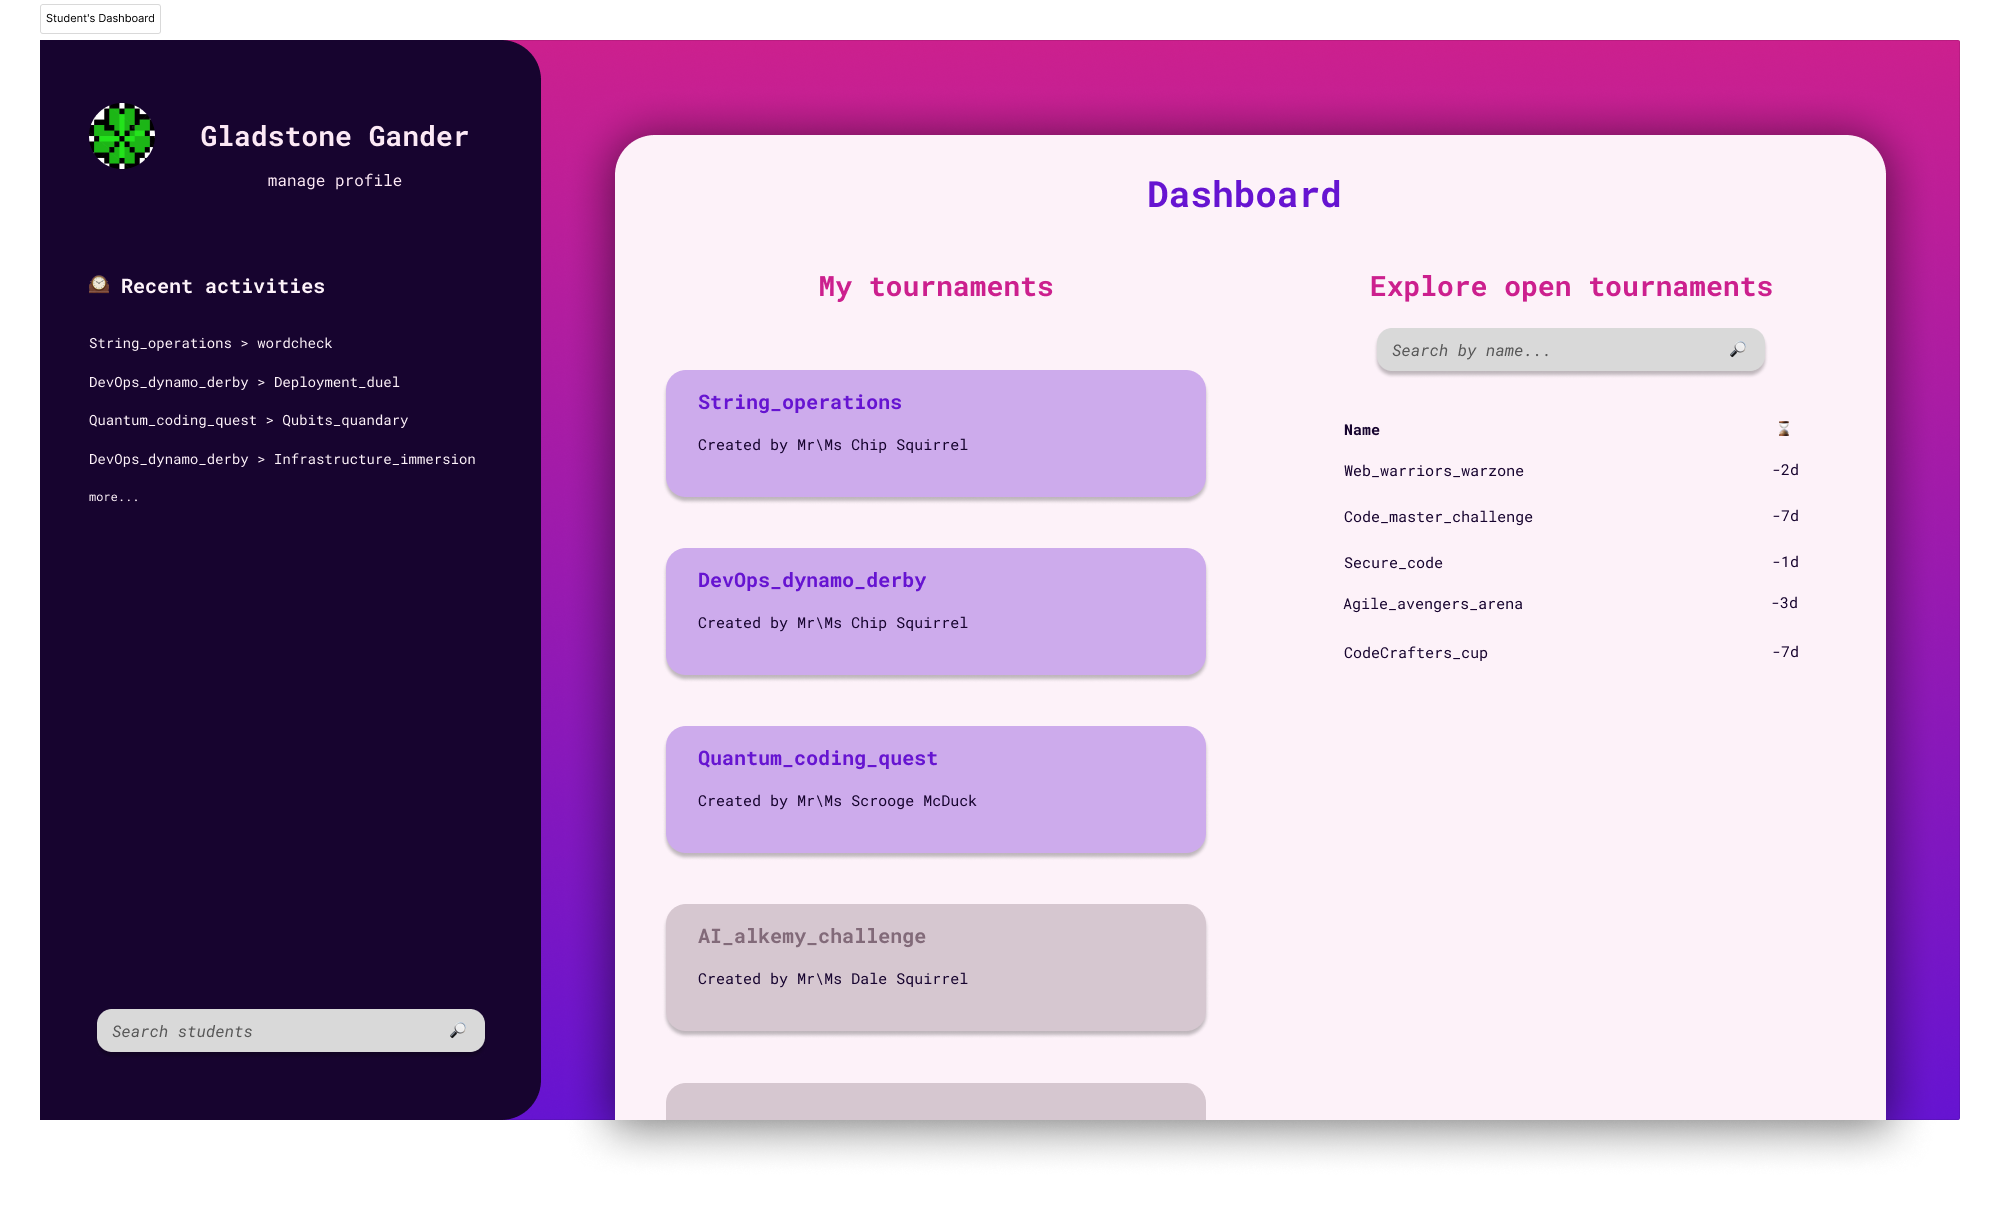 Student's Dashboard
Gladstone Gander
manage profile
Recent activities
String_operations > wordcheck
DevOps_dynamo_derby > Deployment_duel
Quantum_coding_quest > Qubits_quandary
DevOps_dynamo_derby > Infrastructure_immersion
more...
Search students
Dashboard
My tournaments
String_operations
Created by Mr\Ms Chip Squirrel
DevOps_dynamo_derby
Created by Mr\Ms Chip Squirrel
Quantum_coding_quest
Created by Mr\Ms Scrooge McDuck
AI_alkemy_challenge
Created by Mr\Ms Dale Squirrel
Explore open tournaments
Search by name...
Name
Web_warriors_warzone -2d
Code_master_challenge -7d
Secure_code -1d
Agile_avengers_arena -3d
CodeCrafters_cup -7d